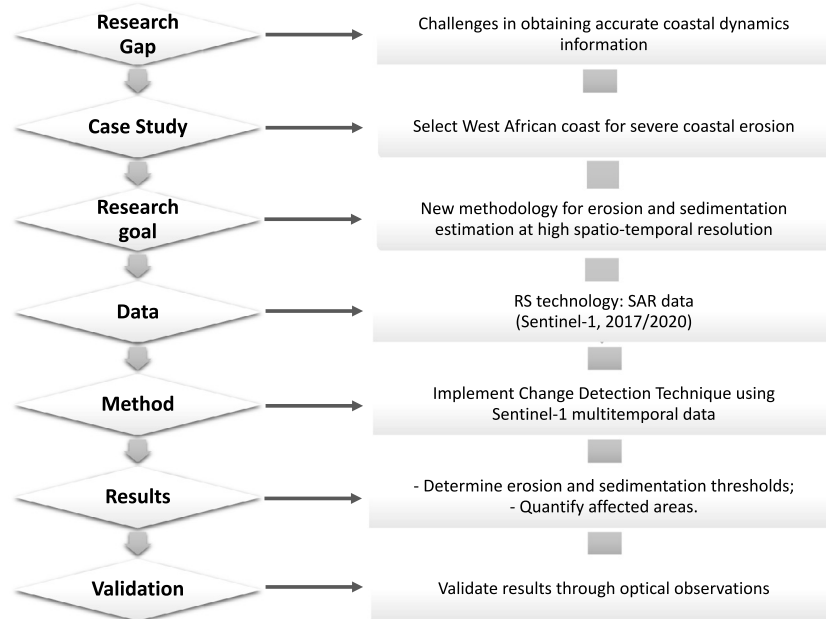 Research
Gap
Challenges in obtaining accurate coastal dynamics
information
Case Study
Select West African coast for severe coastal erosion
Research
goal
New methodology for erosion and sedimentation
estimation at high spatio-temporal resolution
Data
RS technology: SAR data
(Sentinel-1, 2017/2020)
Method
Implement Change Detection Technique using
Sentinel-1 multitemporal data
Results
- Determine erosion and sedimentation thresholds;
- Quantify affected areas.
Validation
Validate results through optical observations